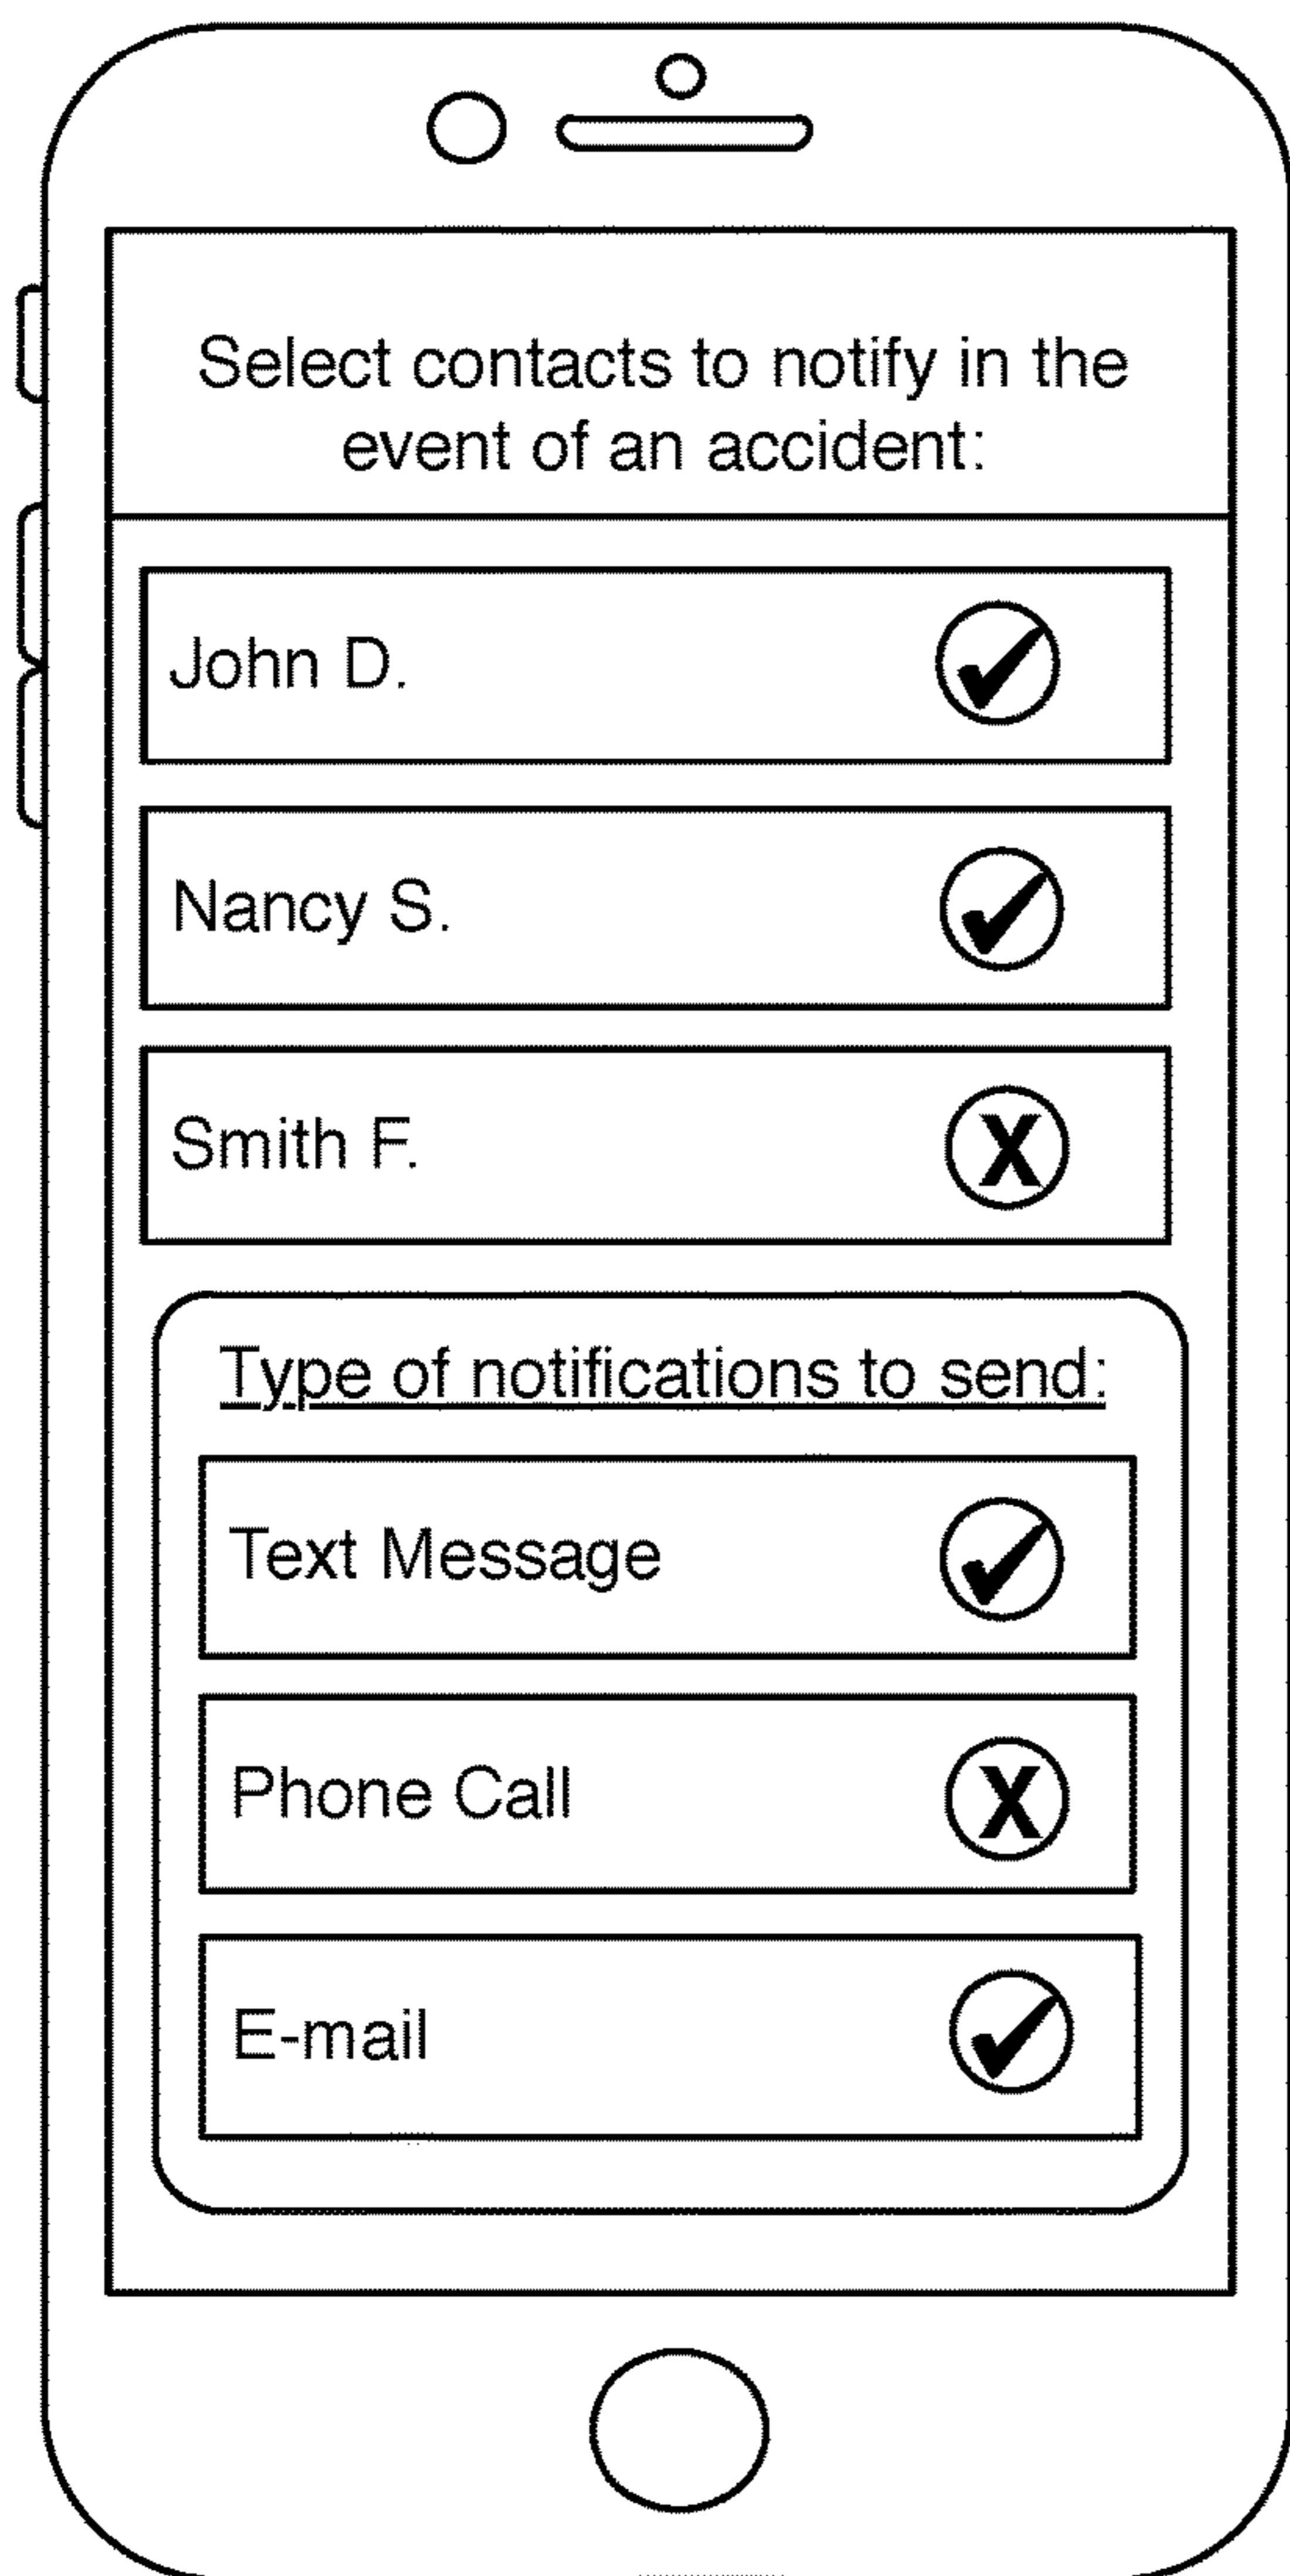 Select contacts to notify in the
event of an accident:
John D.
Nancy S.
Smith F.
Type of notifications to send:
Text Message
Phone Call
E-mail